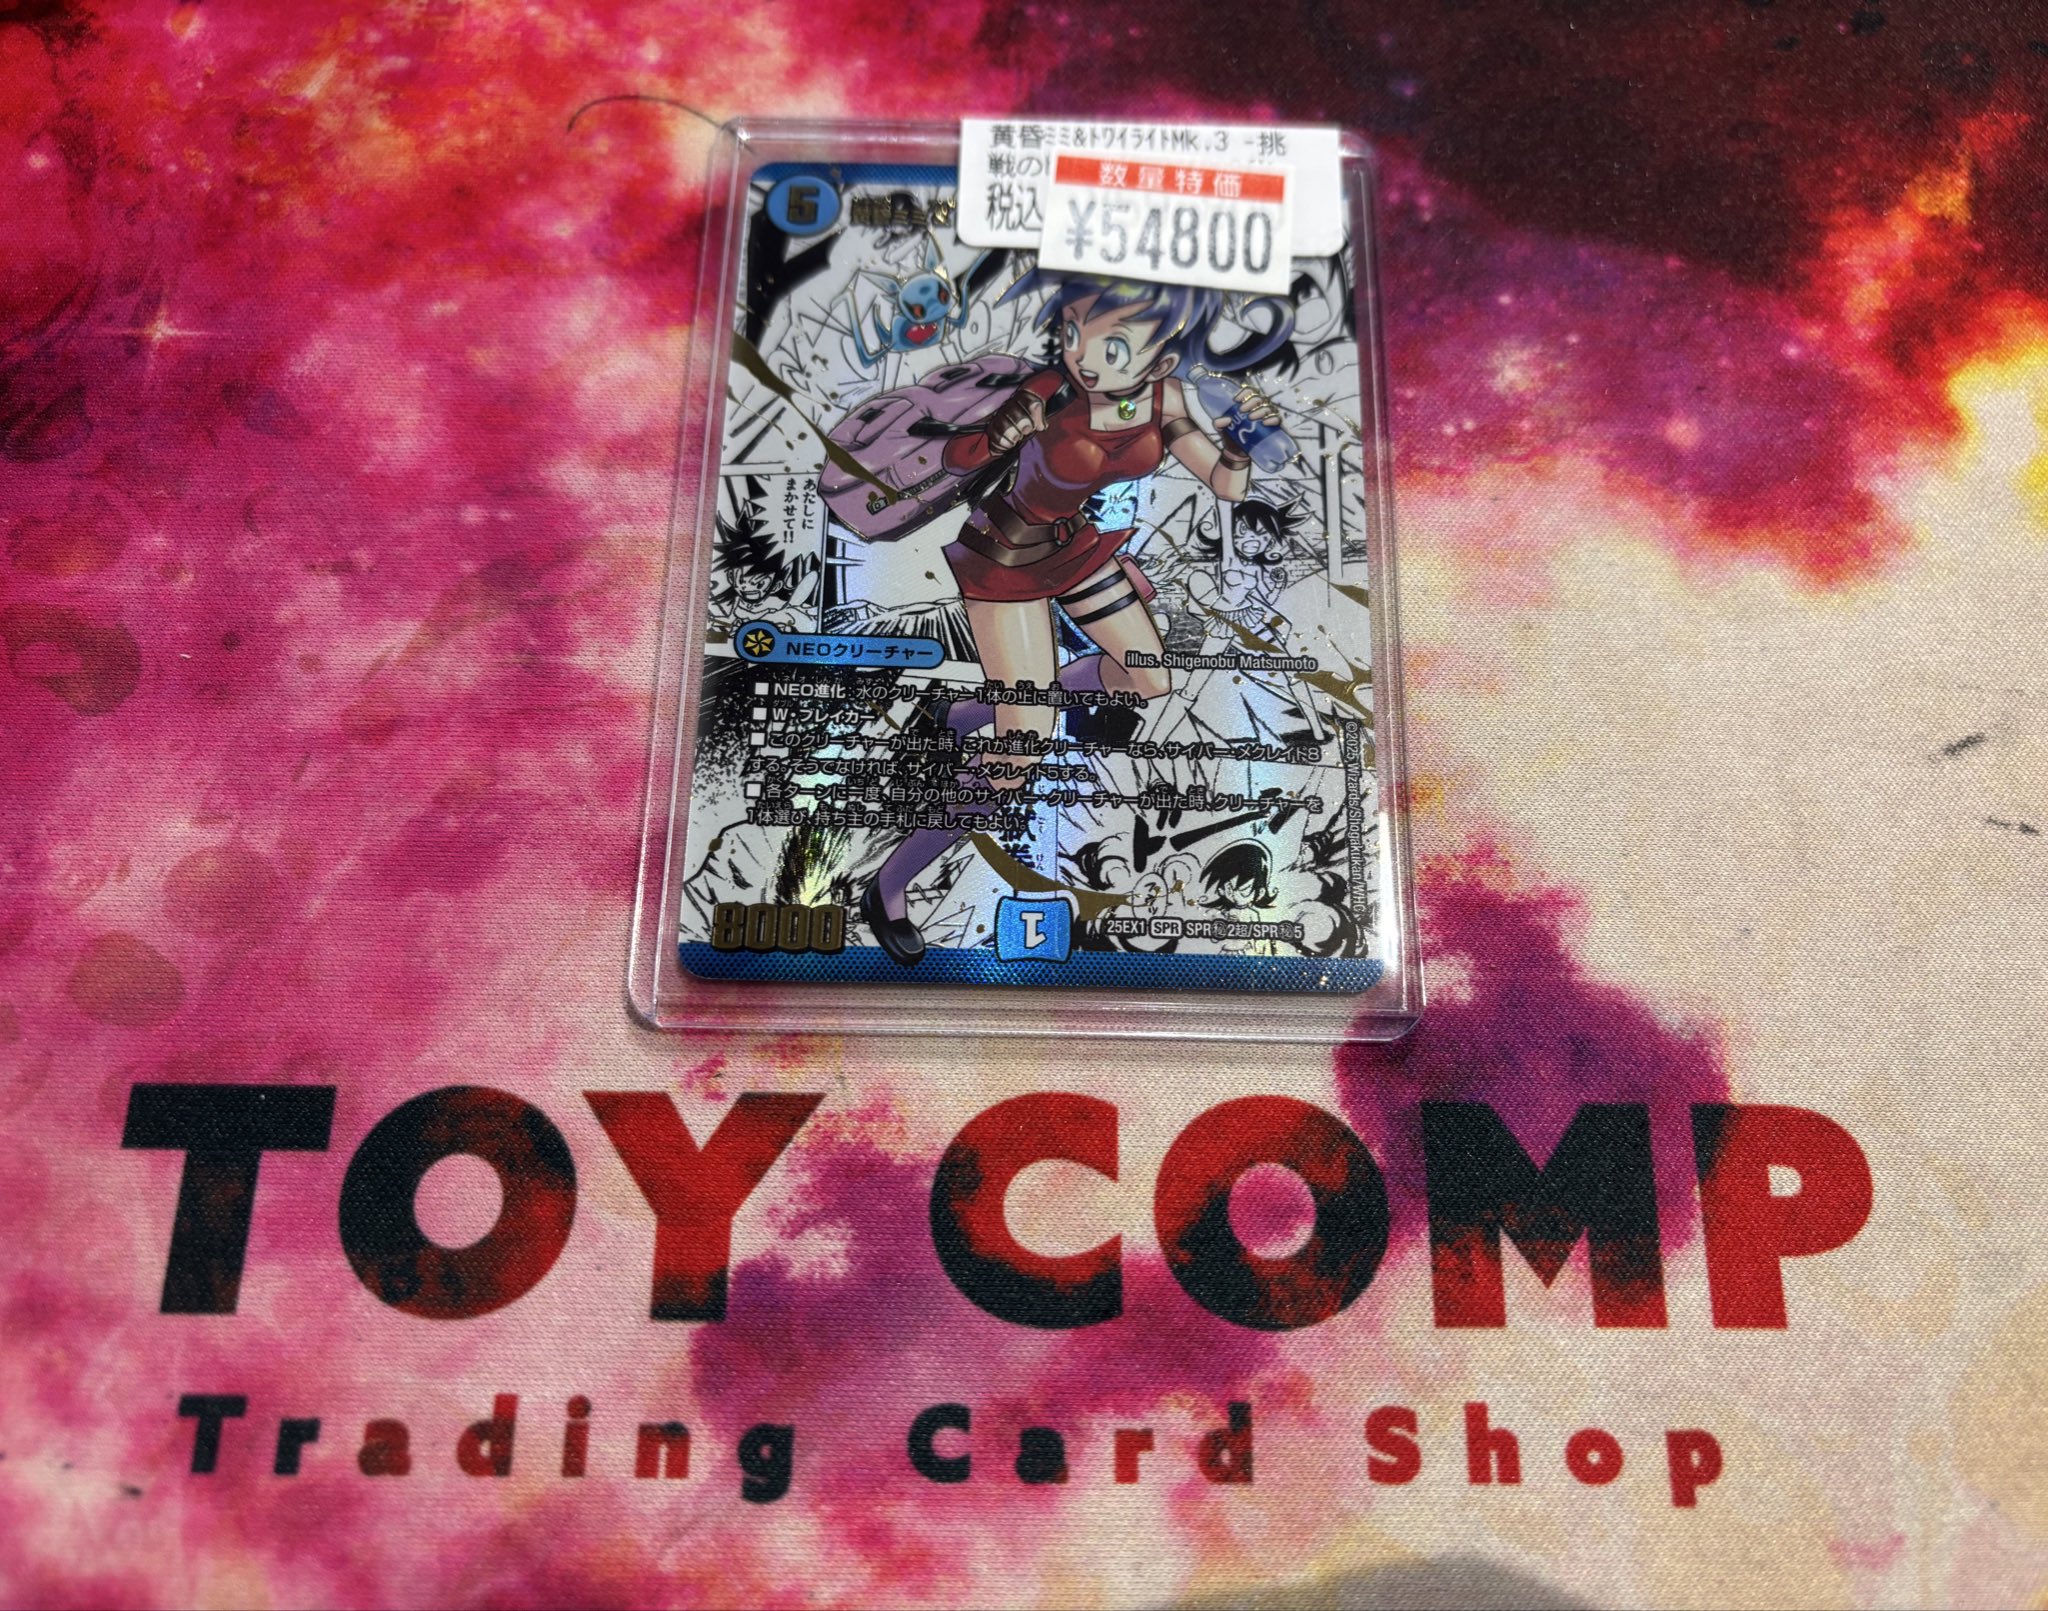 黄昏ミミ&トワイライトMk.3 -挑
戦の
税込
数量特価
¥54800
5
あたしに
まかせて!!
NEOクリーチャー
illus. Shigenobu Matsumoto
■NEO進化:水のクリーチャー1体の上に置いてもよい。
■W・ブレイカー
■このクリーチャーが出た時、これが進化クリーチャーなら、サイバー・メクレイド8
する。そうでなければ、サイバー・メクレイド5する。
■各ターンに一度、自分の他のサイバー・クリーチャーが出た時、クリーチャーを
1体選び、持ち主の手札に戻してもよい。
©2025 Wizards/Shogakukan/WHC
8000
1
25EX1 SPR SPR㊙2超/SPR㊙5
TOY COMP
Trading Card Shop